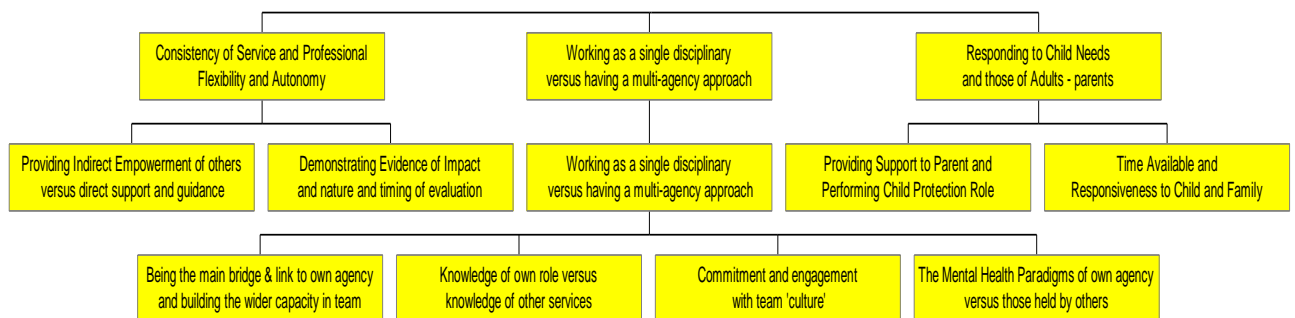 Consistency of Service and Professional
Flexibility and Autonomy
Working as a single disciplinary
versus having a multi-agency approach
Responding to Child Needs
and those of Adults - parents
Providing Indirect Empowerment of others
versus direct support and guidance
Demonstrating Evidence of Impact
and nature and timing of evaluation
Working as a single disciplinary
versus having a multi-agency approach
Providing Support to Parent and
Performing Child Protection Role
Time Available and
Responsiveness to Child and Family
Being the main bridge & link to own agency
and building the wider capacity in team
Knowledge of own role versus
knowledge of other services
Commitment and engagement
with team 'culture'
The Mental Health Paradigms of own agency
versus those held by others